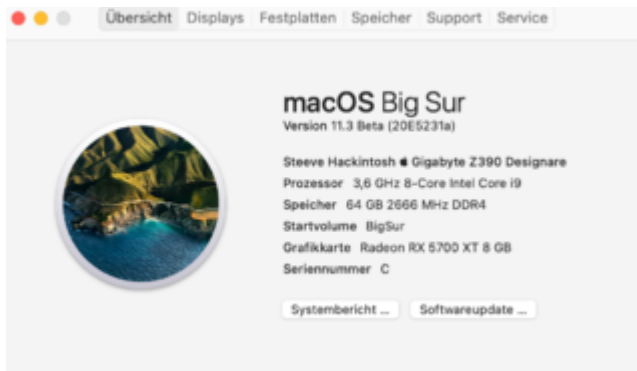 Übersicht Displays Festplatten Speicher Support Service
macOS Big Sur
Version 11.3 Beta (20E5231a)
Steeve Hackintosh  Gigabyte Z390 Designare
Prozessor 3,6 GHz 8-Core Intel Core i9
Speicher 64 GB 2666 MHz DDR4
Startvolume BigSur
Grafikkarte Radeon RX 5700 XT 8 GB
Seriennummer C
Systembericht ... Softwareupdate ...